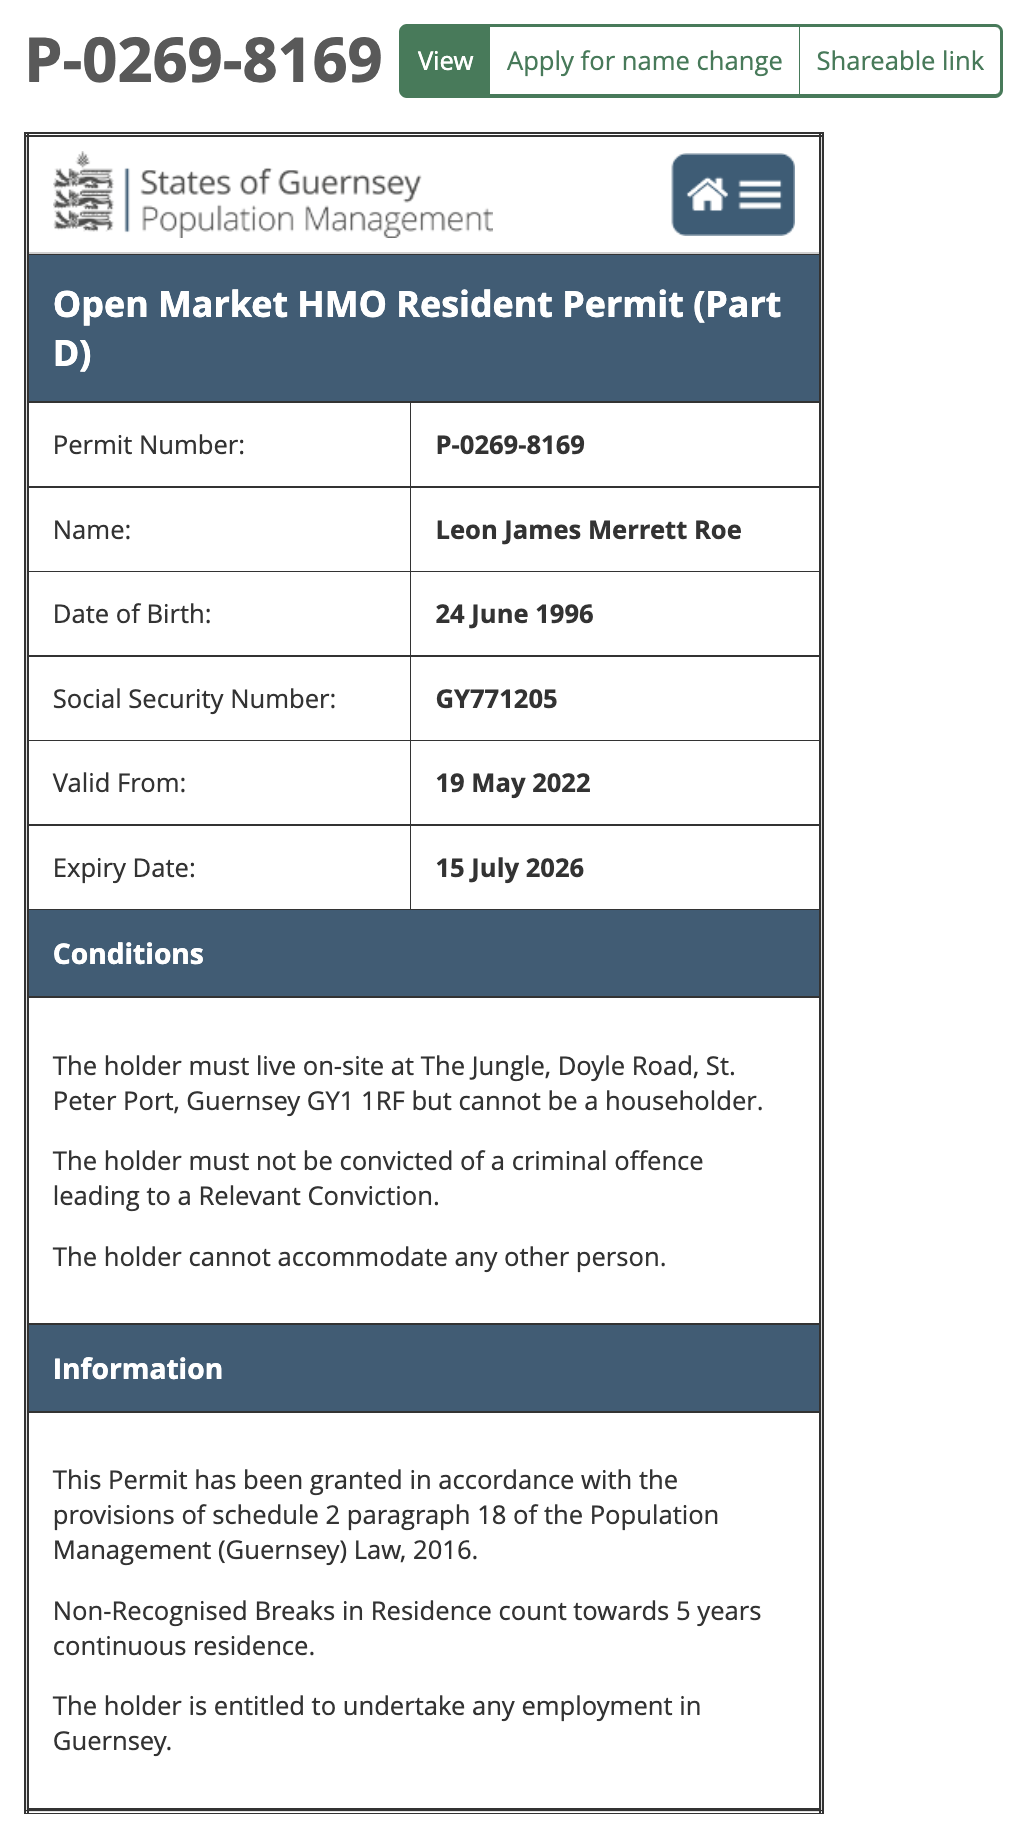 P-0269-8169
View
Apply for name change
Shareable link
States of Guernsey
Population Management
Open Market HMO Resident Permit (Part
D)
Permit Number: P-0269-8169
Name: Leon James Merrett Roe
Date of Birth: 24 June 1996
Social Security Number: GY771205
Valid From: 19 May 2022
Expiry Date: 15 July 2026
Conditions
The holder must live on-site at The Jungle, Doyle Road, St.
Peter Port, Guernsey GY1 1RF but cannot be a householder.
The holder must not be convicted of a criminal offence
leading to a Relevant Conviction.
The holder cannot accommodate any other person.
Information
This Permit has been granted in accordance with the
provisions of schedule 2 paragraph 18 of the Population
Management (Guernsey) Law, 2016.
Non-Recognised Breaks in Residence count towards 5 years
continuous residence.
The holder is entitled to undertake any employment in
Guernsey.